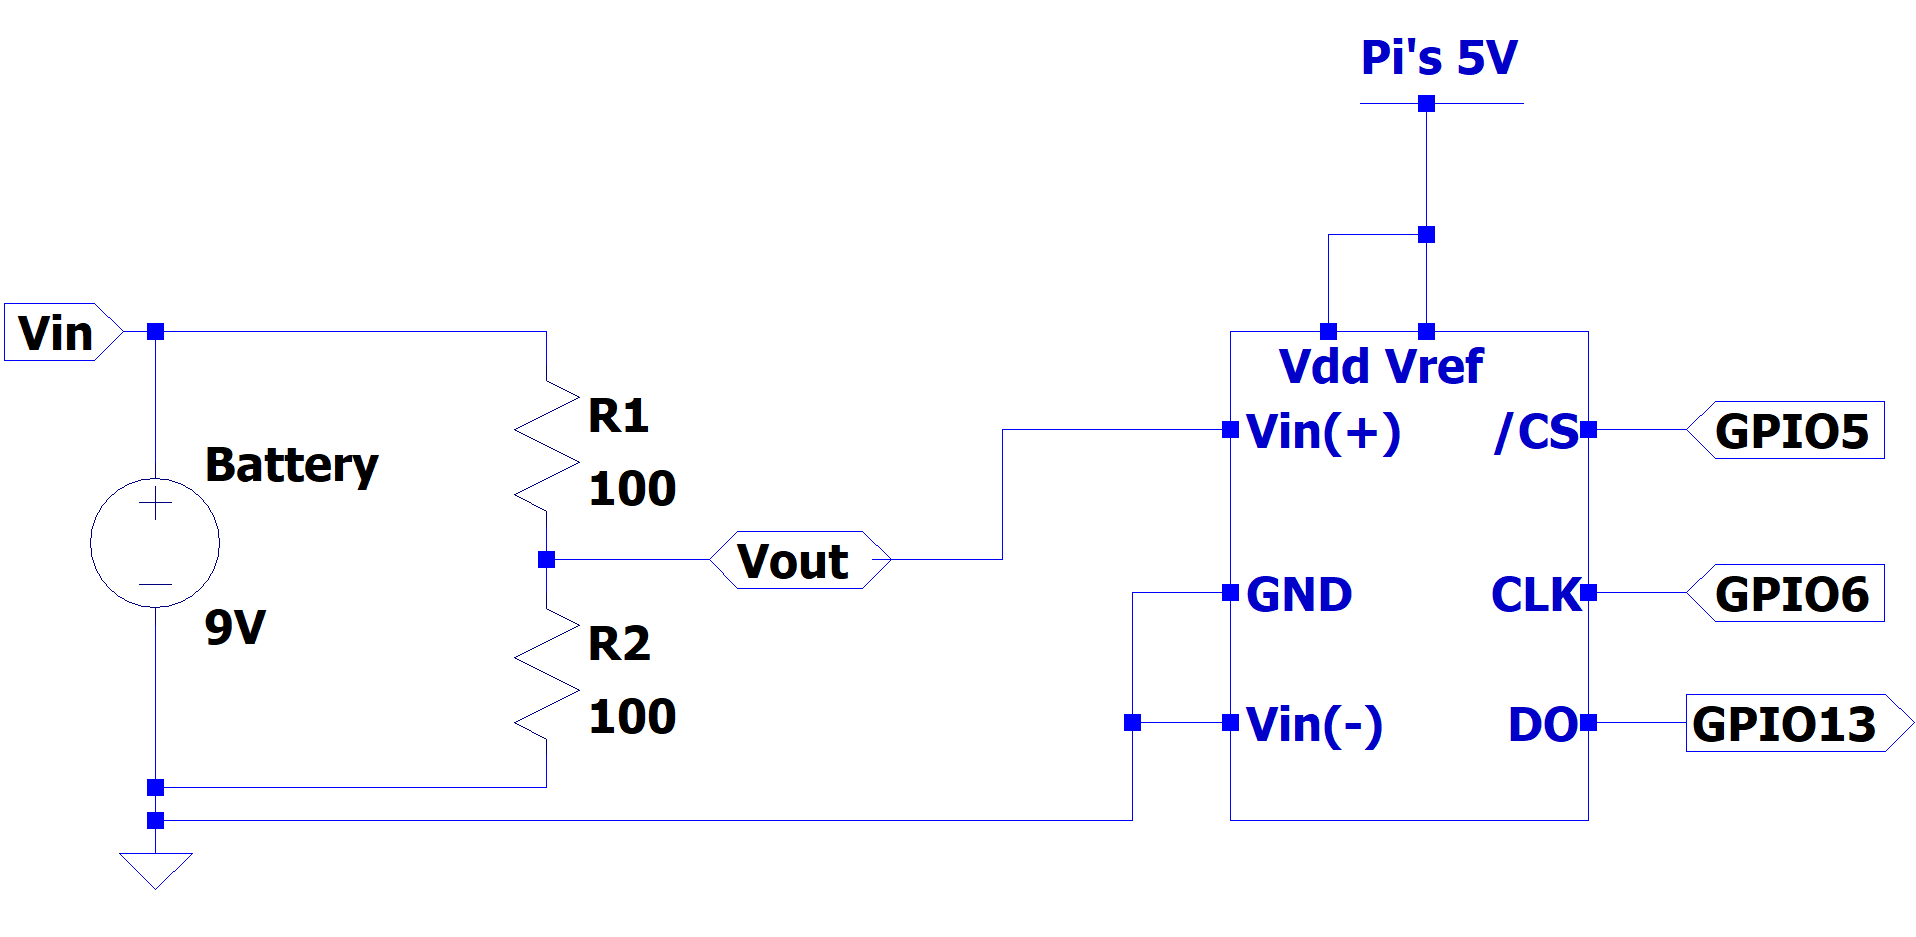 Pi's 5V
Vin
Vdd Vref
Vin(+)
/CS
GPIO5
R1
100
Battery
Vout
GND
CLK
GPIO6
9V
R2
100
Vin(-)
DO
GPIO13